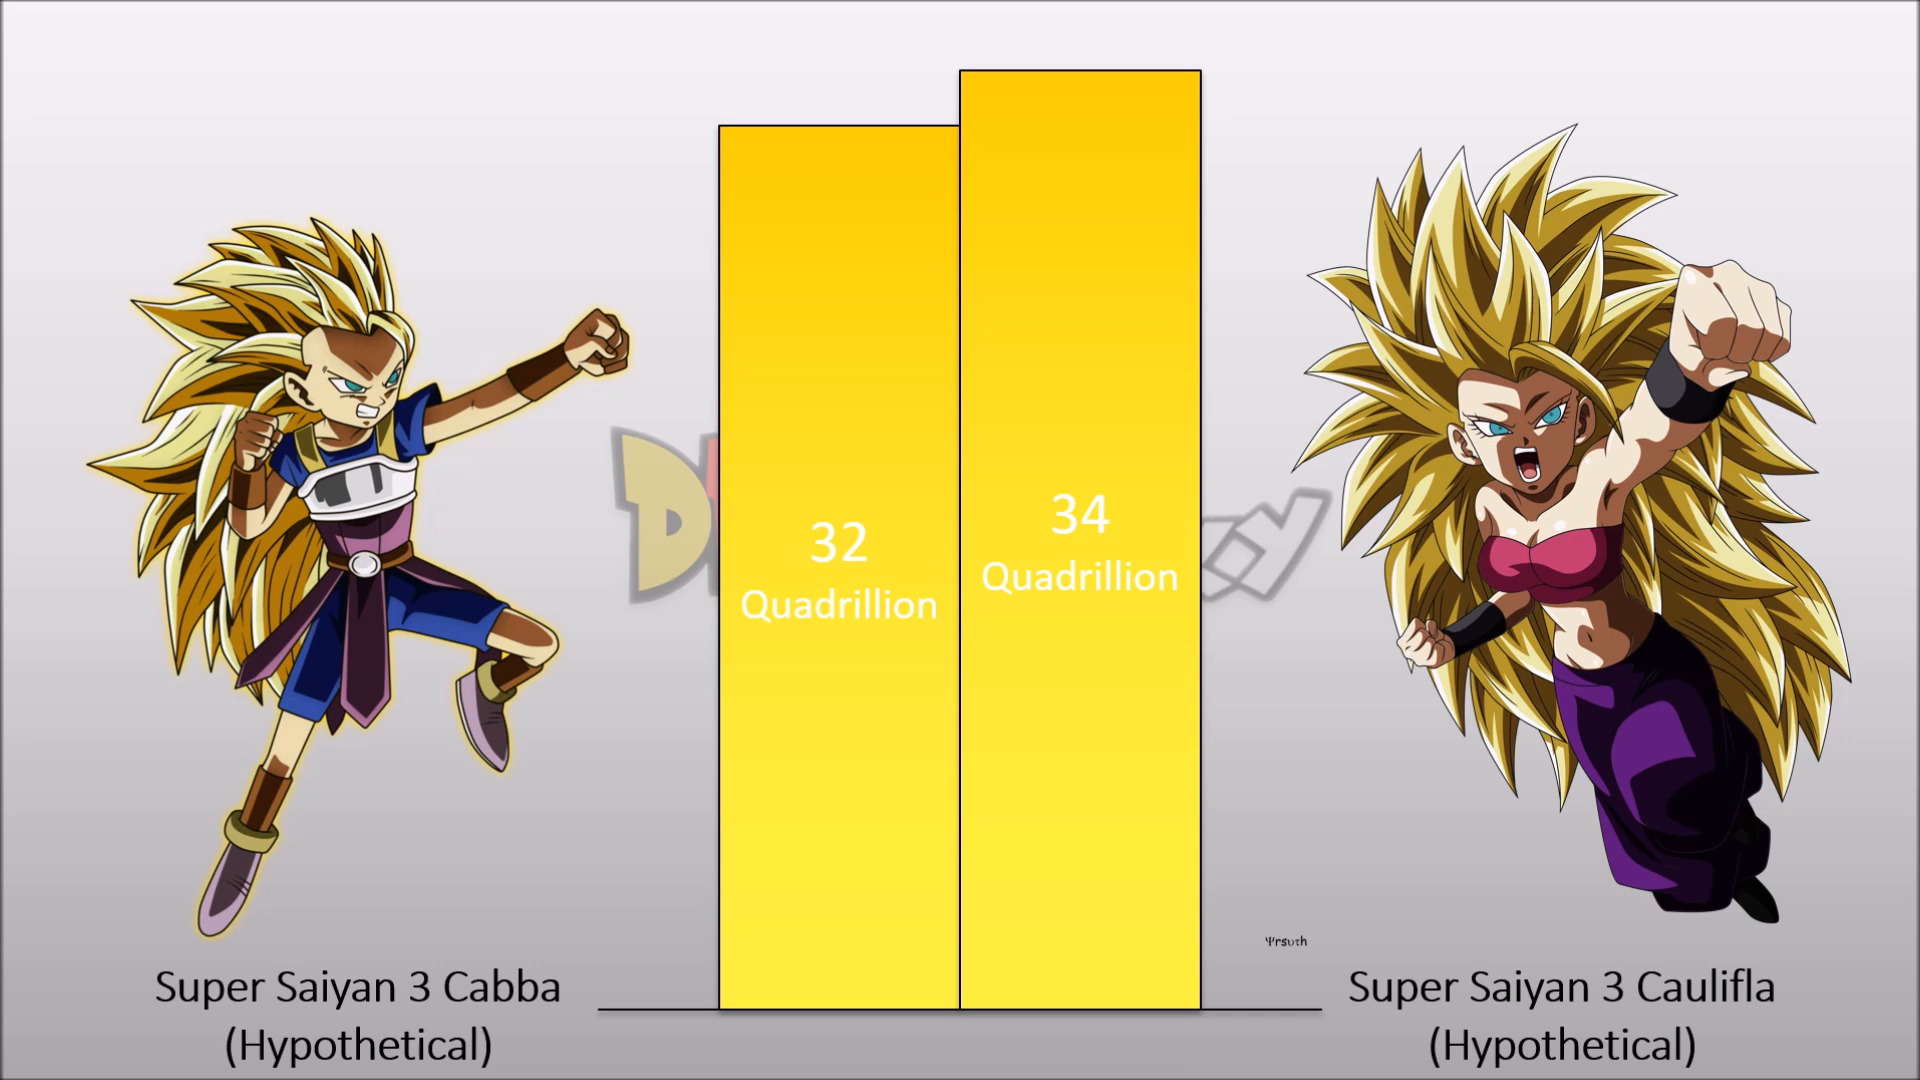 32
Quadrillion
34
Quadrillion
Super Saiyan 3 Cabba
(Hypothetical)
Super Saiyan 3 Caulifla
(Hypothetical)